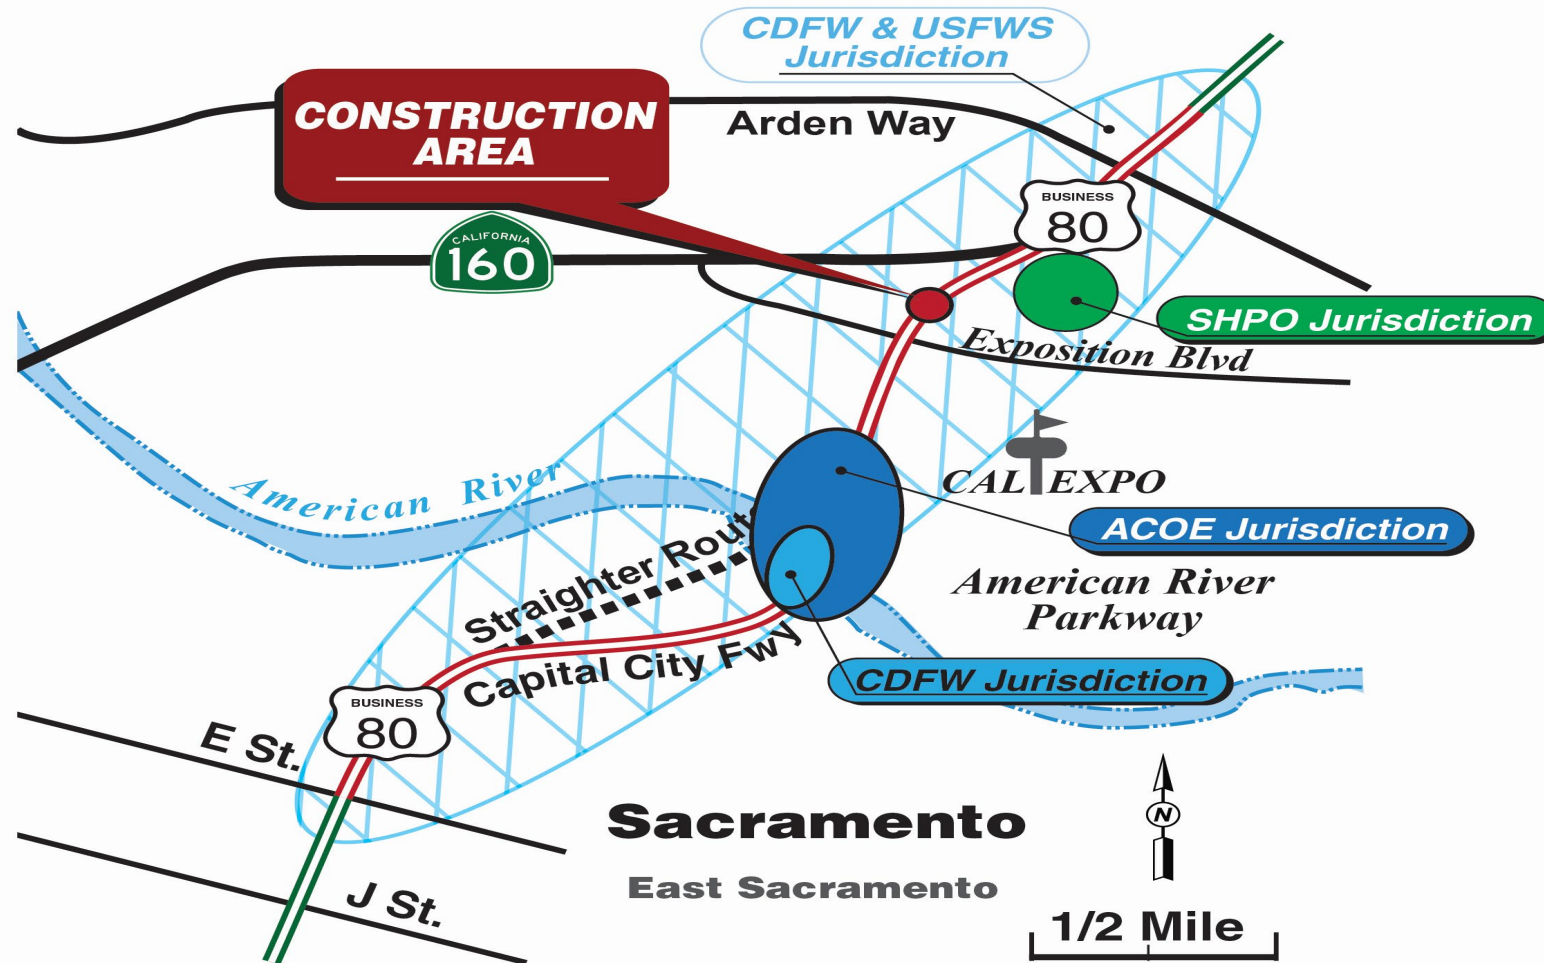 CDFW & USFWS
Jurisdiction
CONSTRUCTION
AREA
Arden Way
BUSINESS
80
CALIFORNIA
160
SHPO Jurisdiction
Exposition Blvd
CAL EXPO
American River
ACOE Jurisdiction
Straighter Route
American River
Parkway
Capital City Fwy
CDFW Jurisdiction
BUSINESS
80
E St.
Sacramento
N
East Sacramento
J St.
1/2 Mile